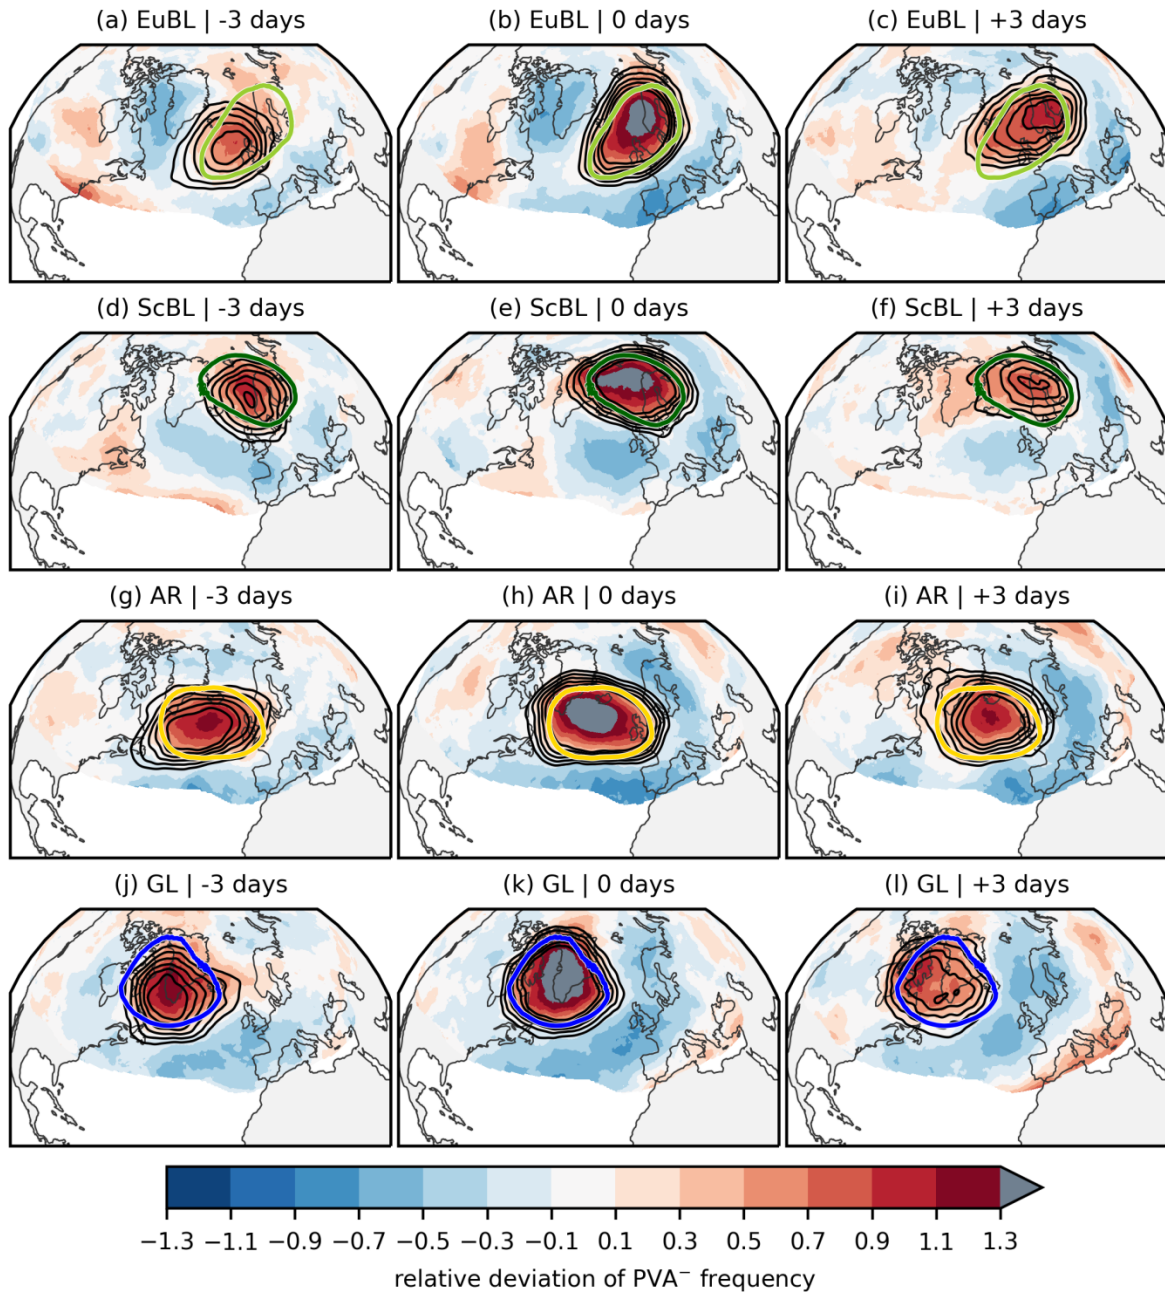 (a) EuBL | -3 days
(b) EuBL | 0 days
(c) EuBL | +3 days
(d) ScBL | -3 days
(e) ScBL | 0 days
(f) ScBL | +3 days
(g) AR | -3 days
(h) AR | 0 days
(i) AR | +3 days
(j) GL | -3 days
(k) GL | 0 days
(l) GL | +3 days
−1.3 −1.1 −0.9 −0.7 −0.5 −0.3 −0.1 0.1 0.3 0.5 0.7 0.9 1.1 1.3
relative deviation of PVA⁻ frequency